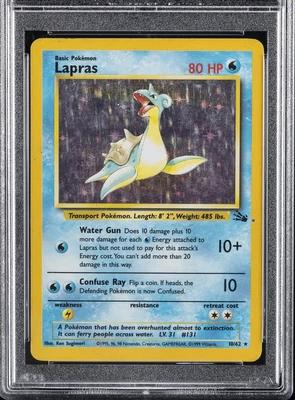 Basic Pokémon
Lapras 80 HP
Transport Pokémon. Length: 8' 2", Weight: 485 lbs.
Water Gun Does 10 damage plus 10
more damage for each Energy attached to
Lapras but not used to pay for this attack's
Energy cost. You can't add more than 20
damage in this way.
10+
Confuse Ray Flip a coin. If heads, the
Defending Pokémon is now Confused.
10
weakness resistance retreat cost
A Pokémon that has been overhunted almost to extinction.
It can ferry people across water. LV. 31 #131
Illus. Ken Sugimori ©1995, 96, 98 Nintendo, Creatures, GAMEFREAK. ©1999 Wizards. 10/62